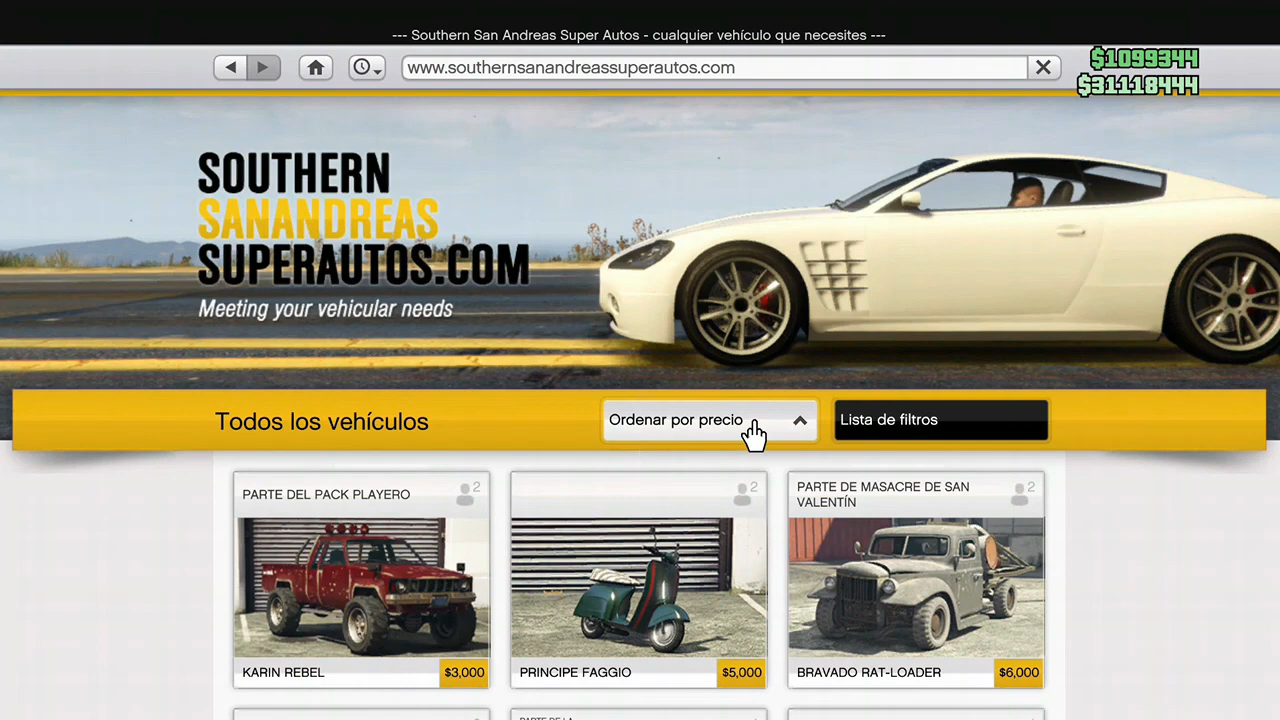 --- Southern San Andreas Super Autos - cualquier vehículo que necesites ---
www.southernsanandreassuperautos.com
$1099344
$31118444
SOUTHERN
SANANDREAS
SUPERAUTOS.COM
Meeting your vehicular needs
Todos los vehículos
Ordenar por precio
Lista de filtros
PARTE DEL PACK PLAYERO
2
2
PARTE DE MASACRE DE SAN
VALENTÍN
2
KARIN REBEL
$3,000
PRINCIPE FAGGIO
$5,000
BRAVADO RAT-LOADER
$6,000